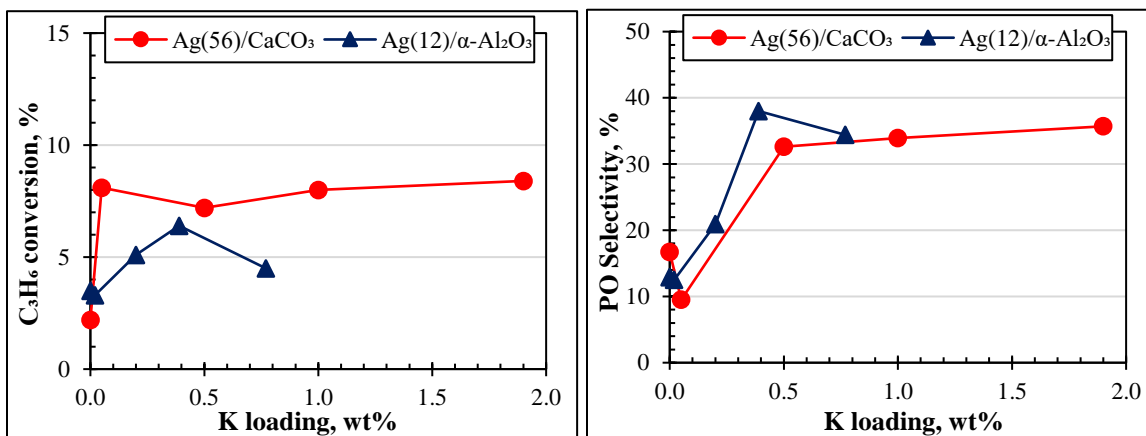 C₃H₆ conversion, %
15
10
5
0
Ag(56)/CaCO₃ Ag(12)/α-Al₂O₃
0.0 0.5 1.0 1.5 2.0
K loading, wt%
PO Selectivity, %
50
40
30
20
10
0
Ag(56)/CaCO₃ Ag(12)/α-Al₂O₃
0.0 0.5 1.0 1.5 2.0
K loading, wt%